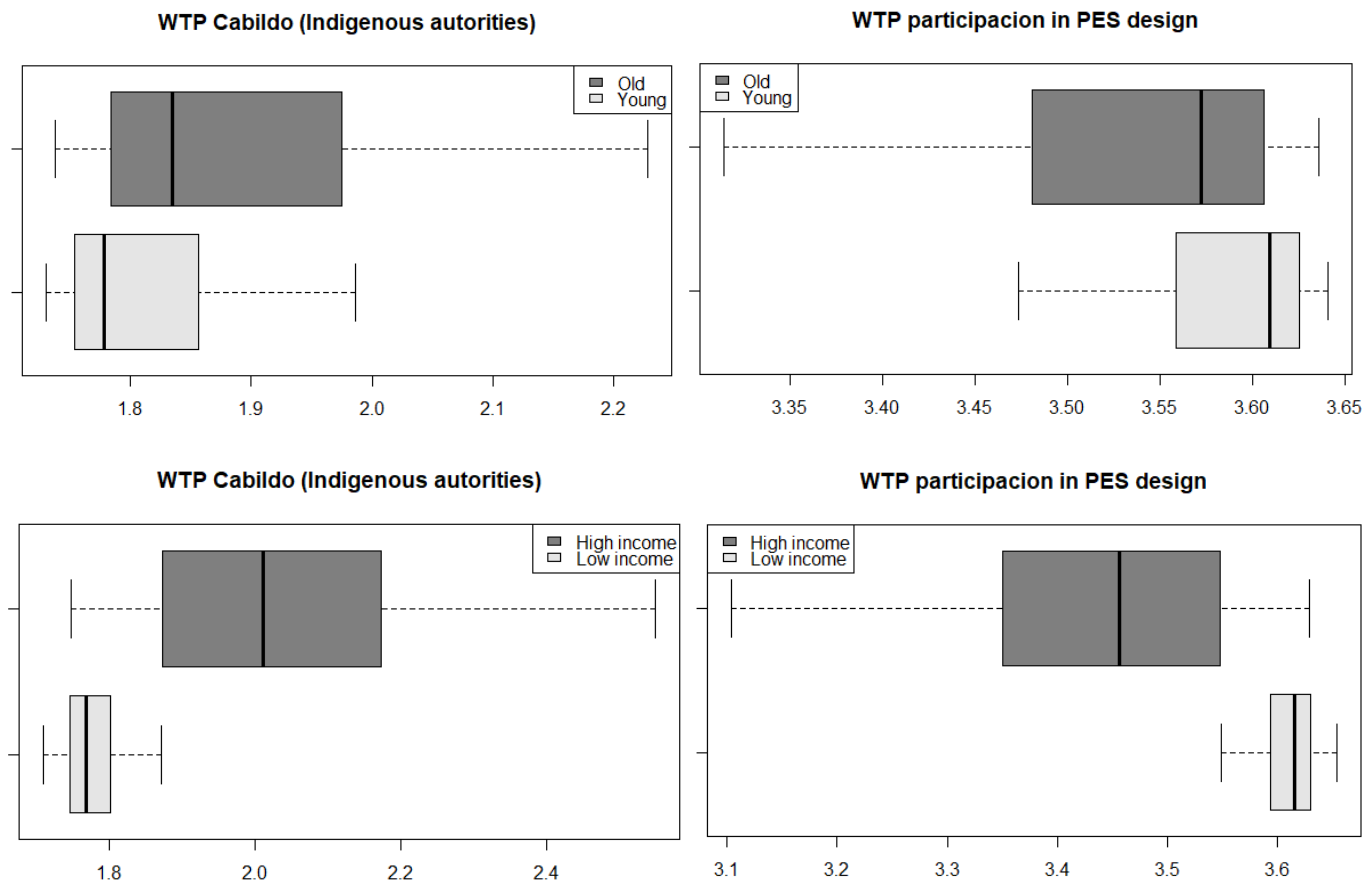 WTP Cabildo (Indigenous autorities)
Old
Young
1.8 1.9 2.0 2.1 2.2
WTP participacion in PES design
Old
Young
3.35 3.40 3.45 3.50 3.55 3.60 3.65
WTP Cabildo (Indigenous autorities)
High income
Low income
1.8 2.0 2.2 2.4
WTP participacion in PES design
High income
Low income
3.1 3.2 3.3 3.4 3.5 3.6